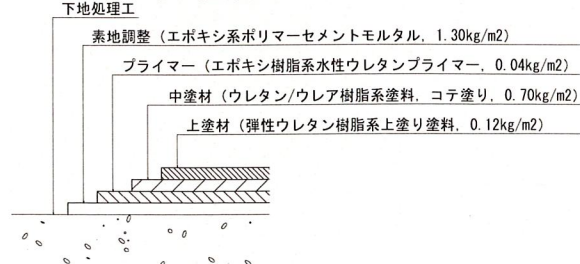 下地処理工
素地調整（エポキシ系ポリマーセメントモルタル, 1.30kg/m2）
プライマー（エポキシ樹脂系水性ウレタンプライマー, 0.04kg/m2）
中塗材（ウレタン/ウレア樹脂系塗料, コテ塗り, 0.70kg/m2）
上塗材（弾性ウレタン樹脂系上塗り塗料, 0.12kg/m2）